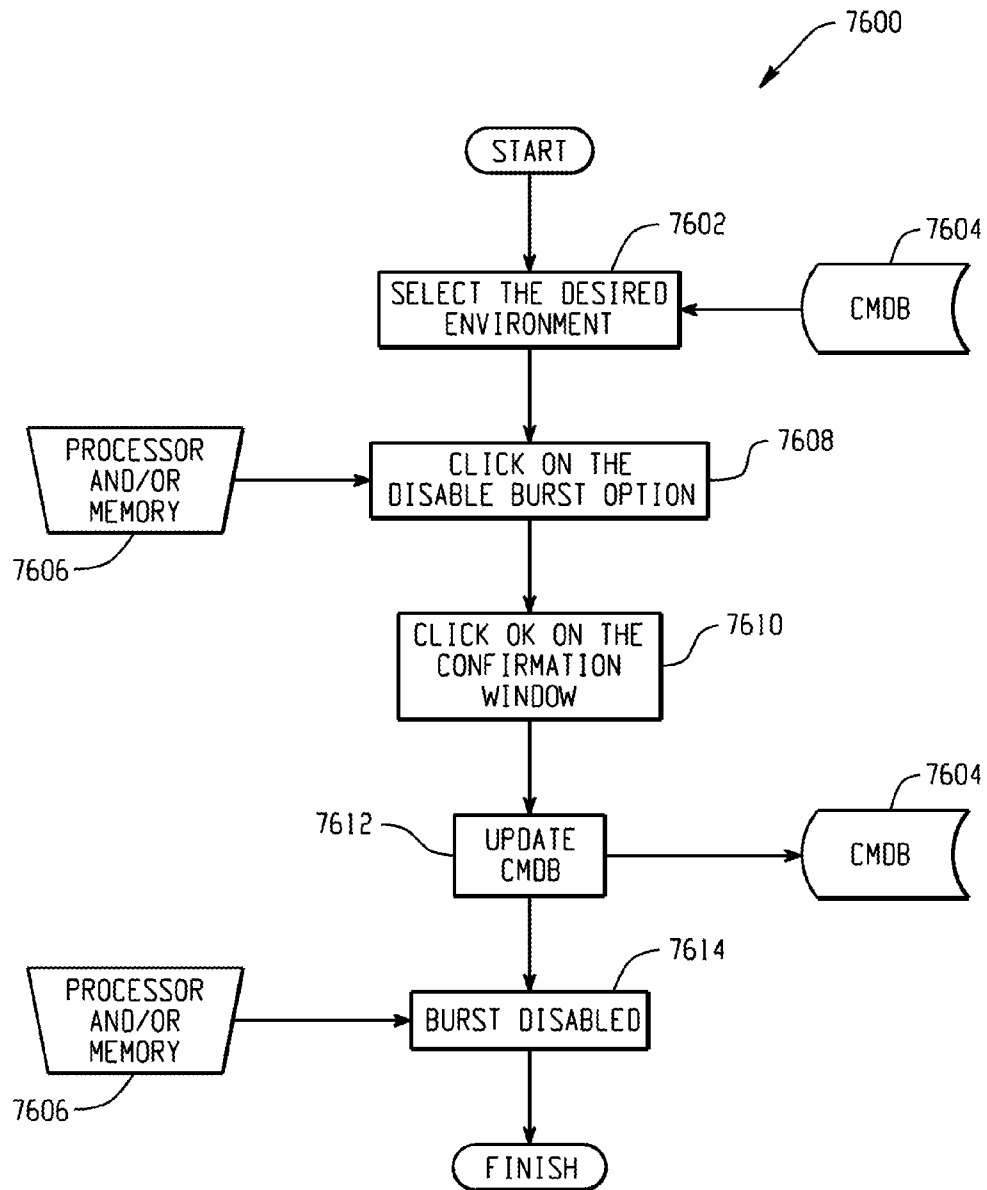 7600
START
7602
7604
SELECT THE DESIRED
ENVIRONMENT
CMDB
PROCESSOR
AND/OR
MEMORY
7606
CLICK ON THE
DISABLE BURST OPTION
7608
CLICK OK ON THE
CONFIRMATION
WINDOW
7610
7612
UPDATE
CMDB
7604
CMDB
7614
PROCESSOR
AND/OR
MEMORY
7606
BURST DISABLED
FINISH